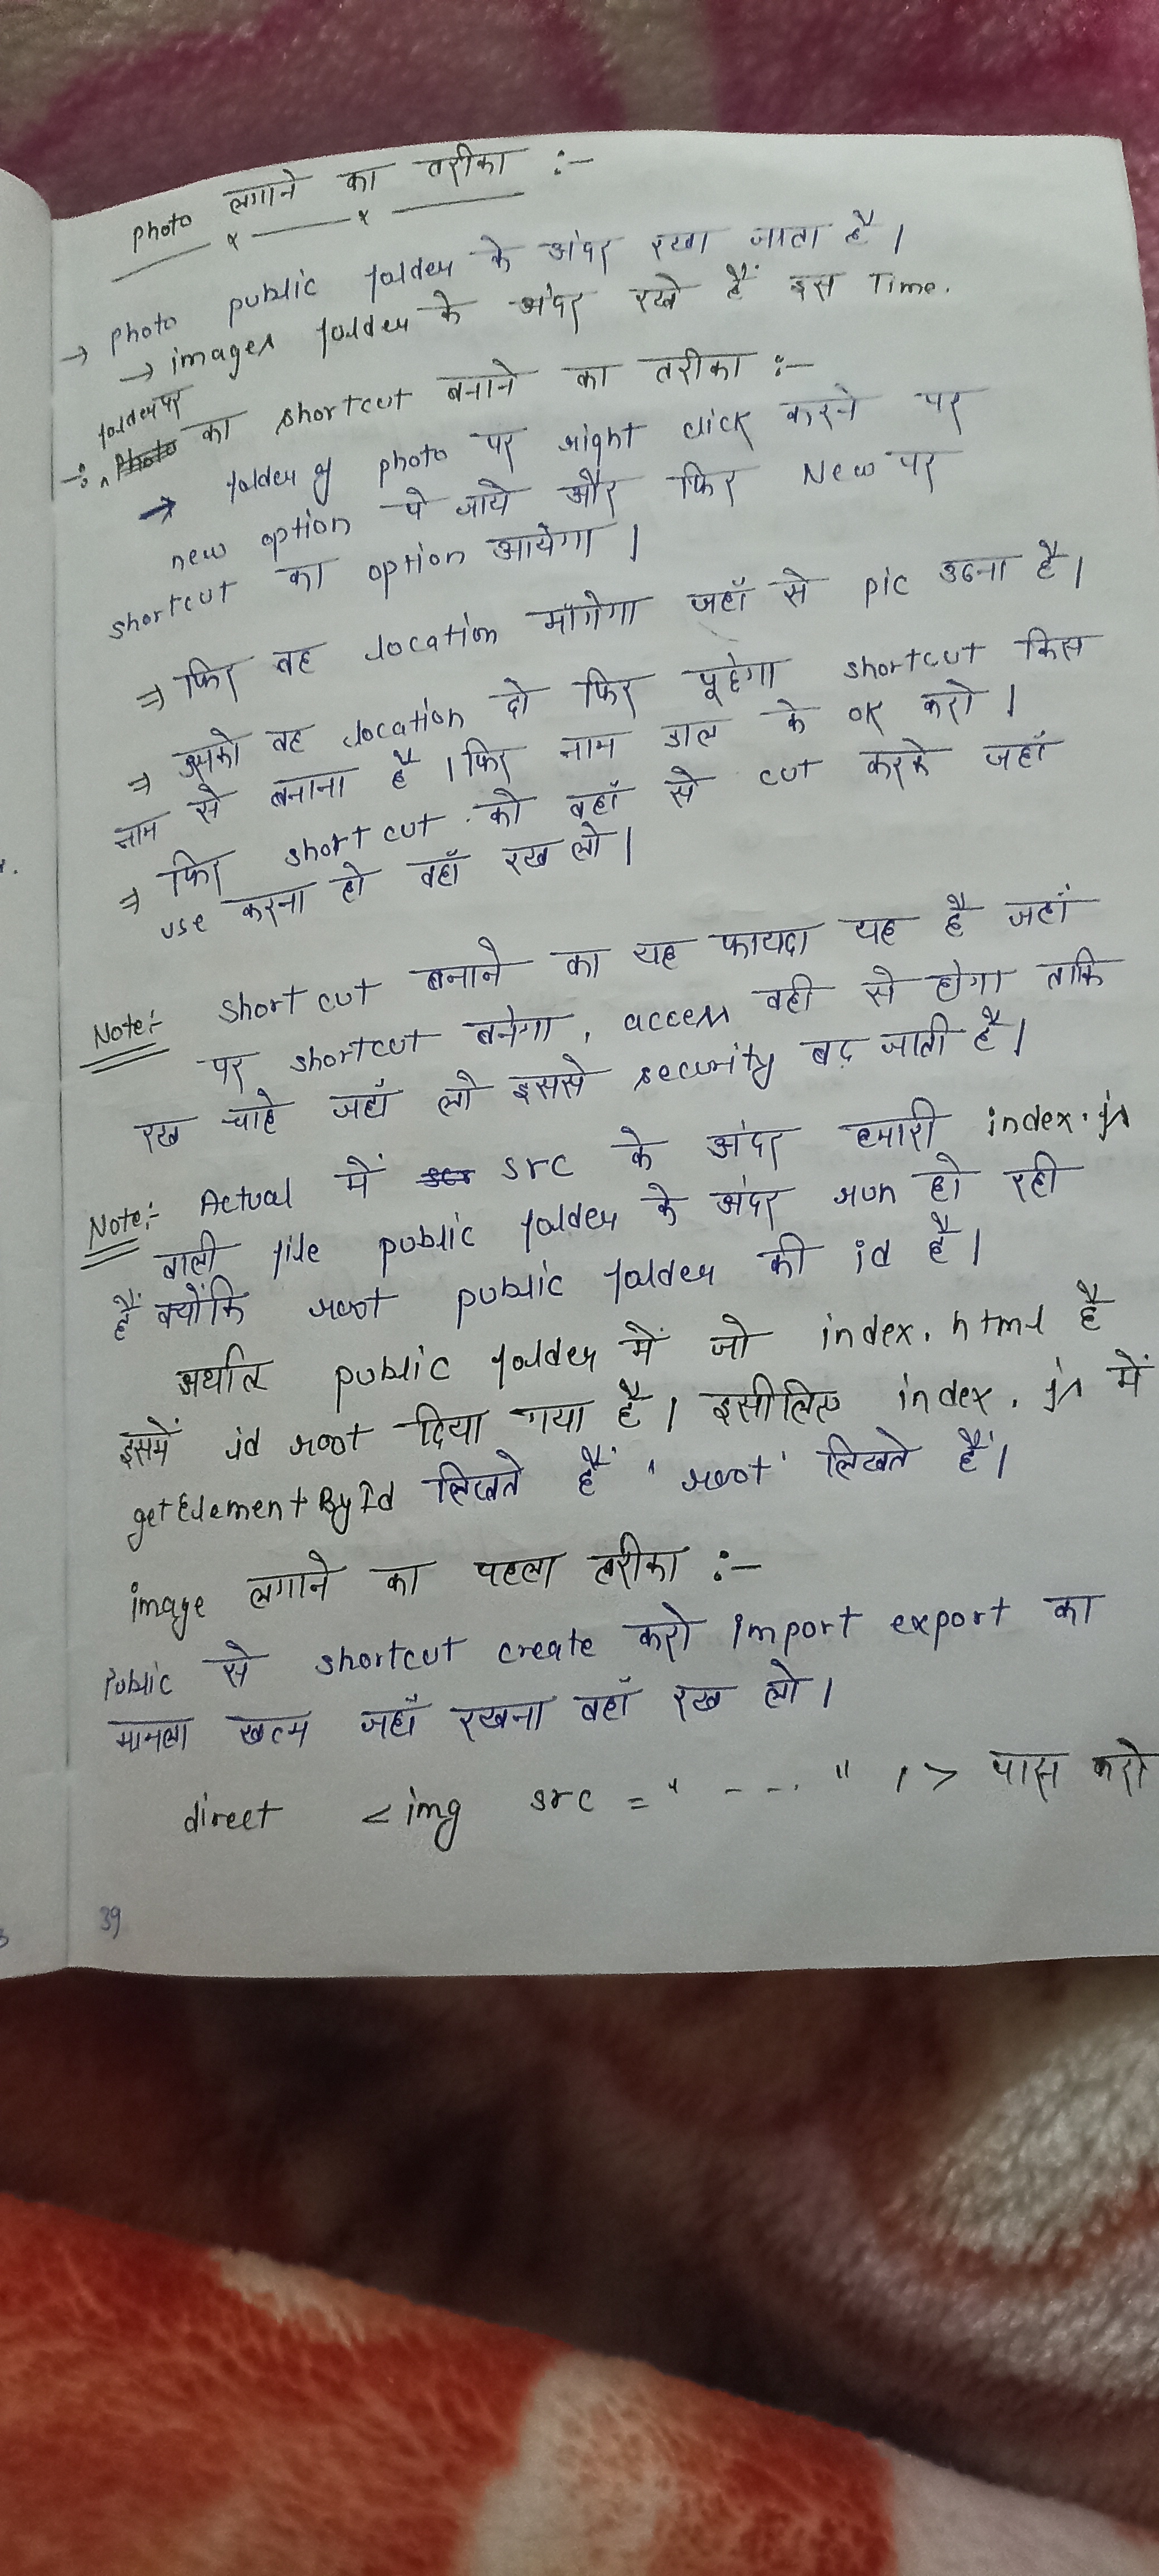 photo लगाने का तरीका :-
→ photo public folder के अंदर रखा जाता है।
→ images folder के अंदर रखे हैं इस Time.
folder पर
का shortcut बनाने का तरीका :-
→ folder of photo पर right click करने पर
new option पे जाये और फिर New पर
shortcut का option आयेगा।
⇒ फिर वह location माँगेगा जहाँ से pic उठना है।
⇒ उसको वह location दो फिर पूछेगा shortcut किस
नाम से बनाना है । फिर नाम डाल के OK करो।
⇒ फिर shortcut को वहाँ से cut करके जहाँ
use करना हो वहाँ रख लो।
Note:- shortcut बनाने का यह फायदा यह है जहाँ
पर shortcut बनेगा, access वही से होगा ताकि
रख चाहे जहाँ लो इससे security बढ़ जाती है।
Note:- Actual में src के अंदर हमारी index.js
वाली file public folder के अंदर run हो रही
हैं क्योंकि root public folder की id है।
अर्थात public folder में जो index.html है
इसमें id root दिया गया है। इसीलिए index.js में
getElementById लिखते हैं 'root' लिखते हैं।
image लगाने का पहला तरीका :-
Public से shortcut create करो import export का
मामला खत्म जहाँ रखना वहाँ रख लो।
direct <img src = " - - . " /> पास करो
39